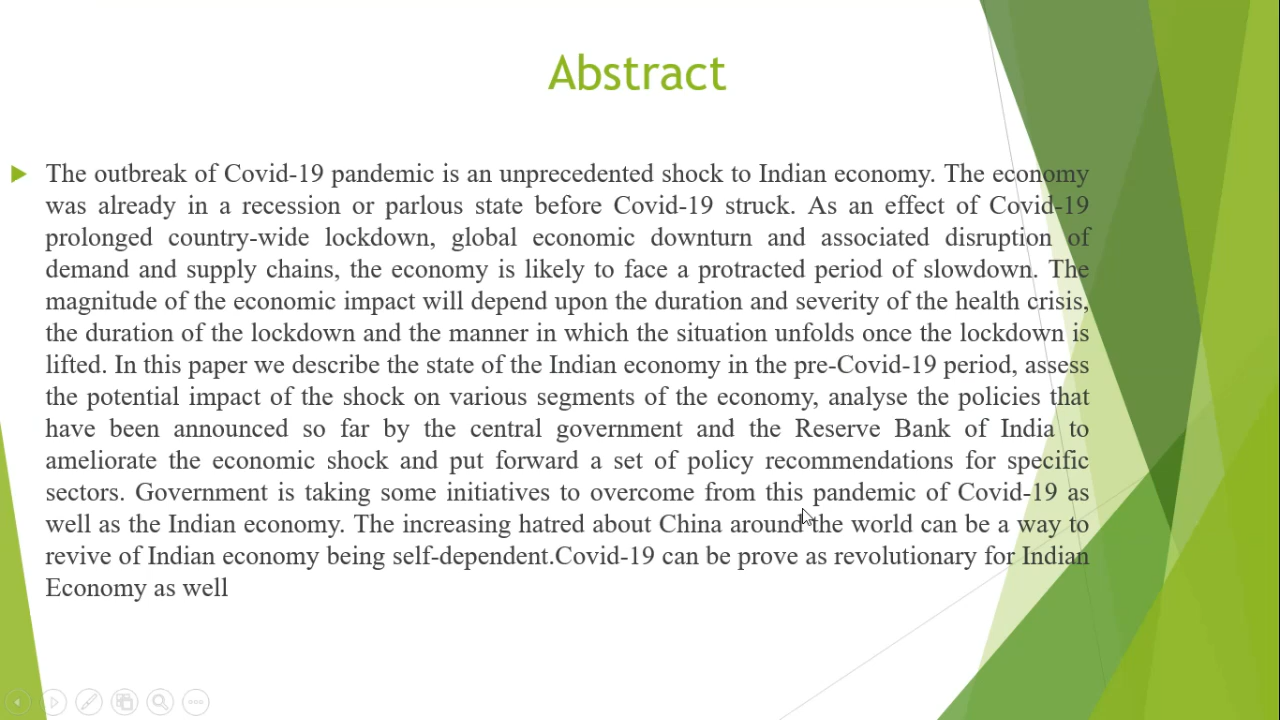 Abstract
The outbreak of Covid-19 pandemic is an unprecedented shock to Indian economy. The economy
was already in a recession or parlous state before Covid-19 struck. As an effect of Covid-19
prolonged country-wide lockdown, global economic downturn and associated disruption of
demand and supply chains, the economy is likely to face a protracted period of slowdown. The
magnitude of the economic impact will depend upon the duration and severity of the health crisis,
the duration of the lockdown and the manner in which the situation unfolds once the lockdown is
lifted. In this paper we describe the state of the Indian economy in the pre-Covid-19 period, assess
the potential impact of the shock on various segments of the economy, analyse the policies that
have been announced so far by the central government and the Reserve Bank of India to
ameliorate the economic shock and put forward a set of policy recommendations for specific
sectors. Government is taking some initiatives to overcome from this pandemic of Covid-19 as
well as the Indian economy. The increasing hatred about China around the world can be a way to
revive of Indian economy being self-dependent.Covid-19 can be prove as revolutionary for Indian
Economy as well